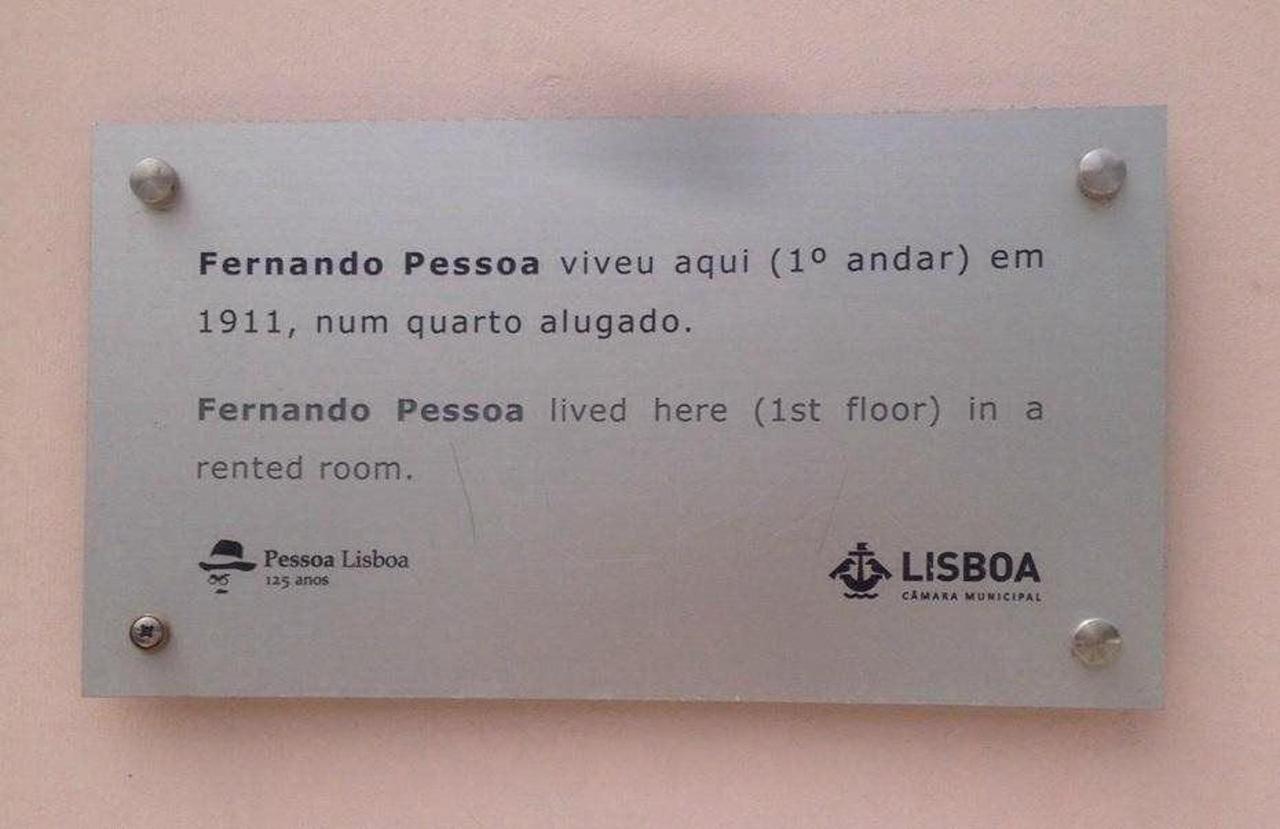 Fernando Pessoa viveu aqui (1º andar) em
1911, num quarto alugado.
Fernando Pessoa lived here (1st floor) in a
rented room.
Pessoa Lisboa
125 anos
LISBOA
CÂMARA MUNICIPAL